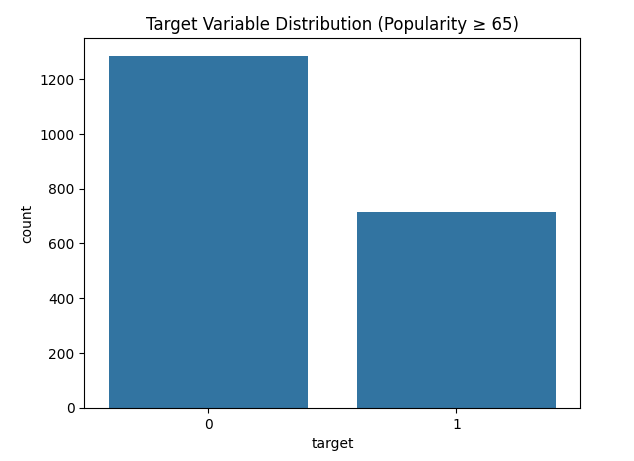 Target Variable Distribution (Popularity ≥ 65)
1200
1000
800
600
400
200
0
count
0 1
target